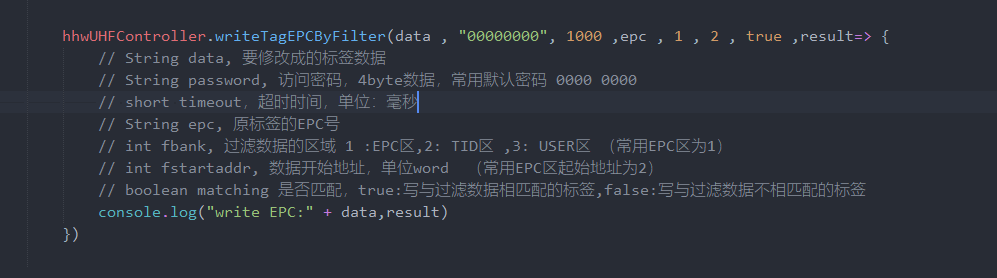 hhwUHFController.writeTagEPCByFilter(data , "00000000", 1000 ,epc , 1 , 2 , true ,result=> {
// String data, 要修改成的标签数据
// String password, 访问密码，4byte数据，常用默认密码 0000 0000
// short timeout，超时时间，单位：毫秒
// String epc, 原标签的EPC号
// int fbank, 过滤数据的区域 1 :EPC区,2: TID区 ,3: USER区 （常用EPC区为1）
// int fstartaddr, 数据开始地址，单位word （常用EPC区起始地址为2）
// boolean matching 是否匹配，true:写与过滤数据相匹配的标签,false:写与过滤数据不相匹配的标签
console.log("write EPC:" + data,result)
})